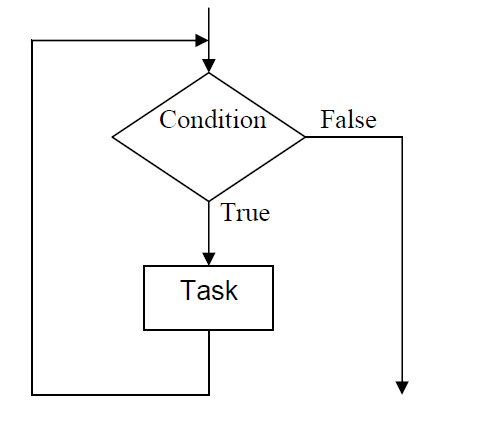 Condition
False
True
Task